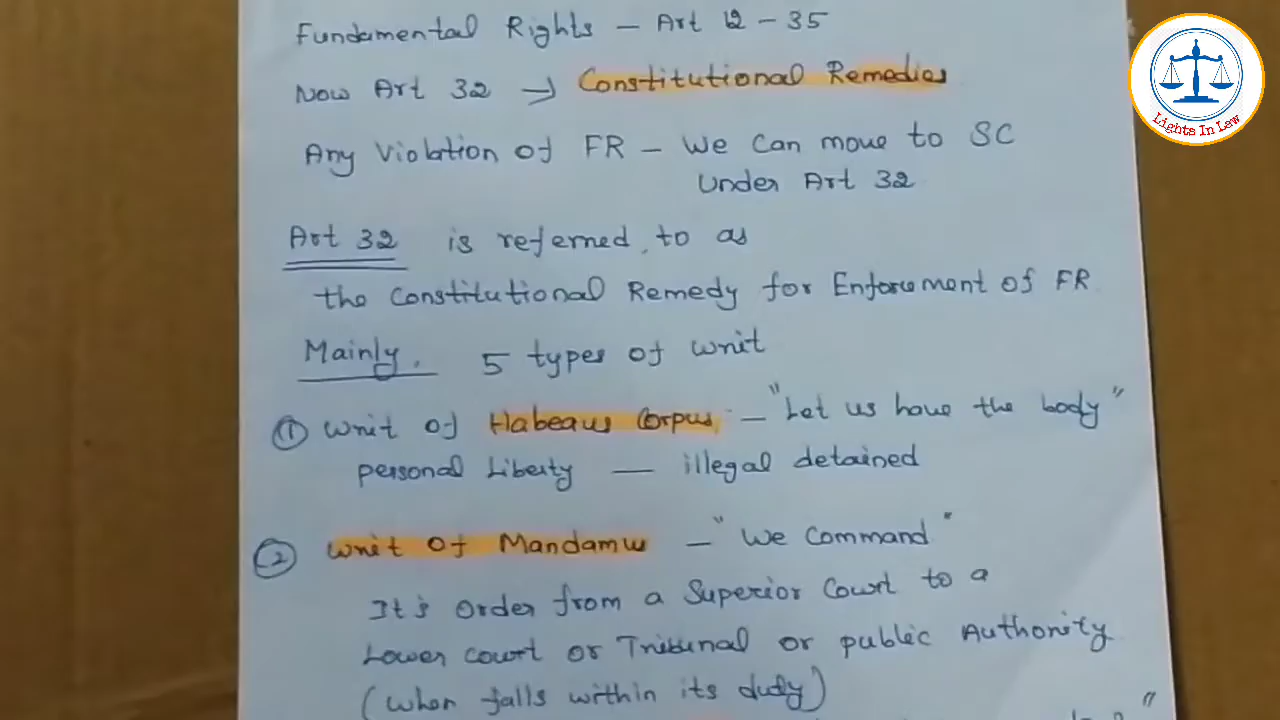 Fundamental Rights – Art 12 – 35
Now Art 32 → Constitutional Remedies
Any Violation of FR – We Can move to SC
Under Art 32
Art 32 is referred to as
the Constitutional Remedy for Enforcement of FR
Mainly. 5 types of writ
① Writ of Habeaus Corpus – "Let us have the body"
personal Liberty — illegal detained
② Writ of Mandamus – "We Command"
It's order from a Superior Court to a
Lower court or Tribunal or public Authority
(when falls within its duty)
Lights In Law